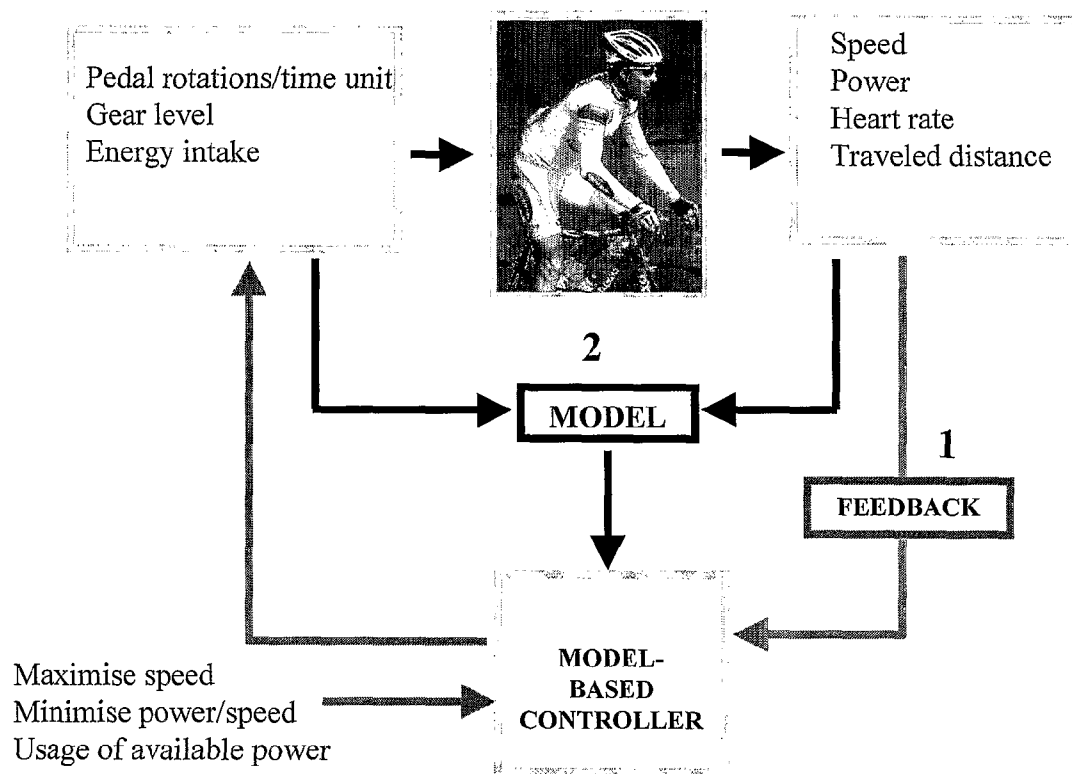 Pedal rotations/time unit
Gear level
Energy intake
Speed
Power
Heart rate
Traveled distance
2
MODEL
1
FEEDBACK
MODEL-
BASED
CONTROLLER
Maximise speed
Minimise power/speed
Usage of available power